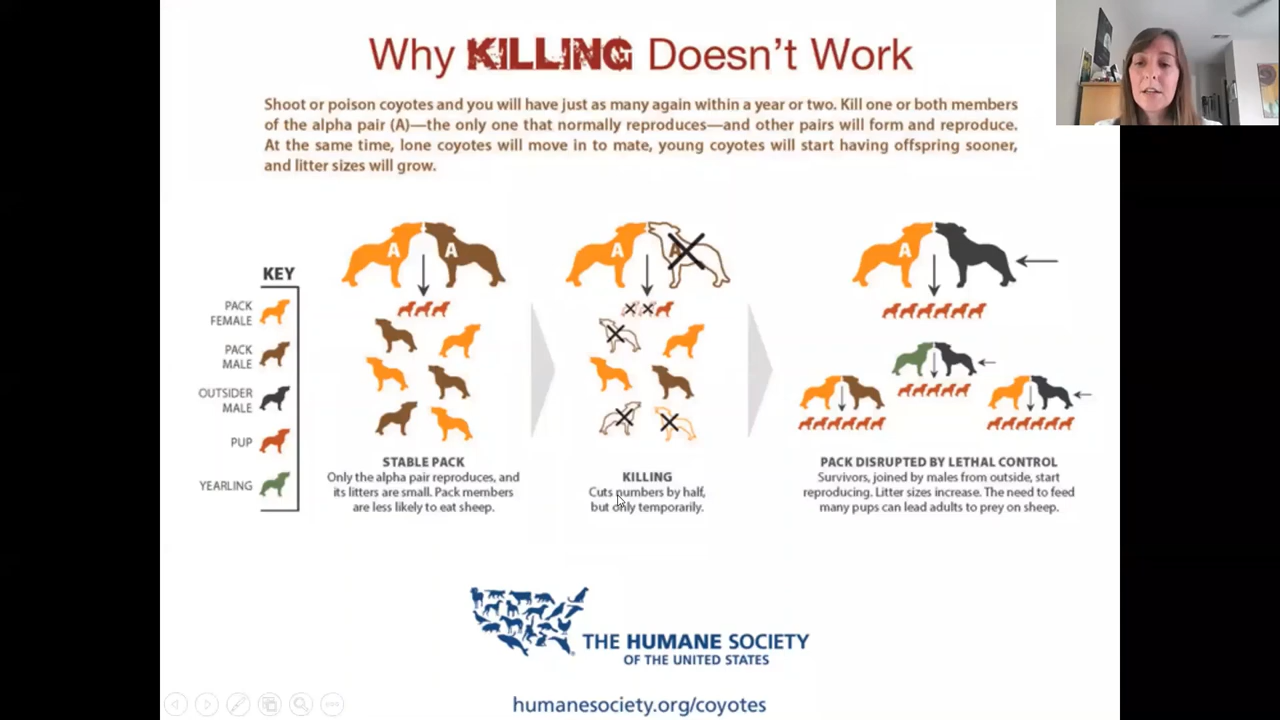 Why KILLING Doesn't Work
Shoot or poison coyotes and you will have just as many again within a year or two. Kill one or both members
of the alpha pair (A)—the only one that normally reproduces—and other pairs will form and reproduce.
At the same time, lone coyotes will move in to mate, young coyotes will start having offspring sooner,
and litter sizes will grow.
KEY
PACK
FEMALE
PACK
MALE
OUTSIDER
MALE
PUP
YEARLING
A A
STABLE PACK
Only the alpha pair reproduces, and
its litters are small. Pack members
are less likely to eat sheep.
A A
KILLING
Cuts numbers by half,
but only temporarily.
A
PACK DISRUPTED BY LETHAL CONTROL
Survivors, joined by males from outside, start
reproducing. Litter sizes increase. The need to feed
many pups can lead adults to prey on sheep.
THE HUMANE SOCIETY
OF THE UNITED STATES
humanesociety.org/coyotes